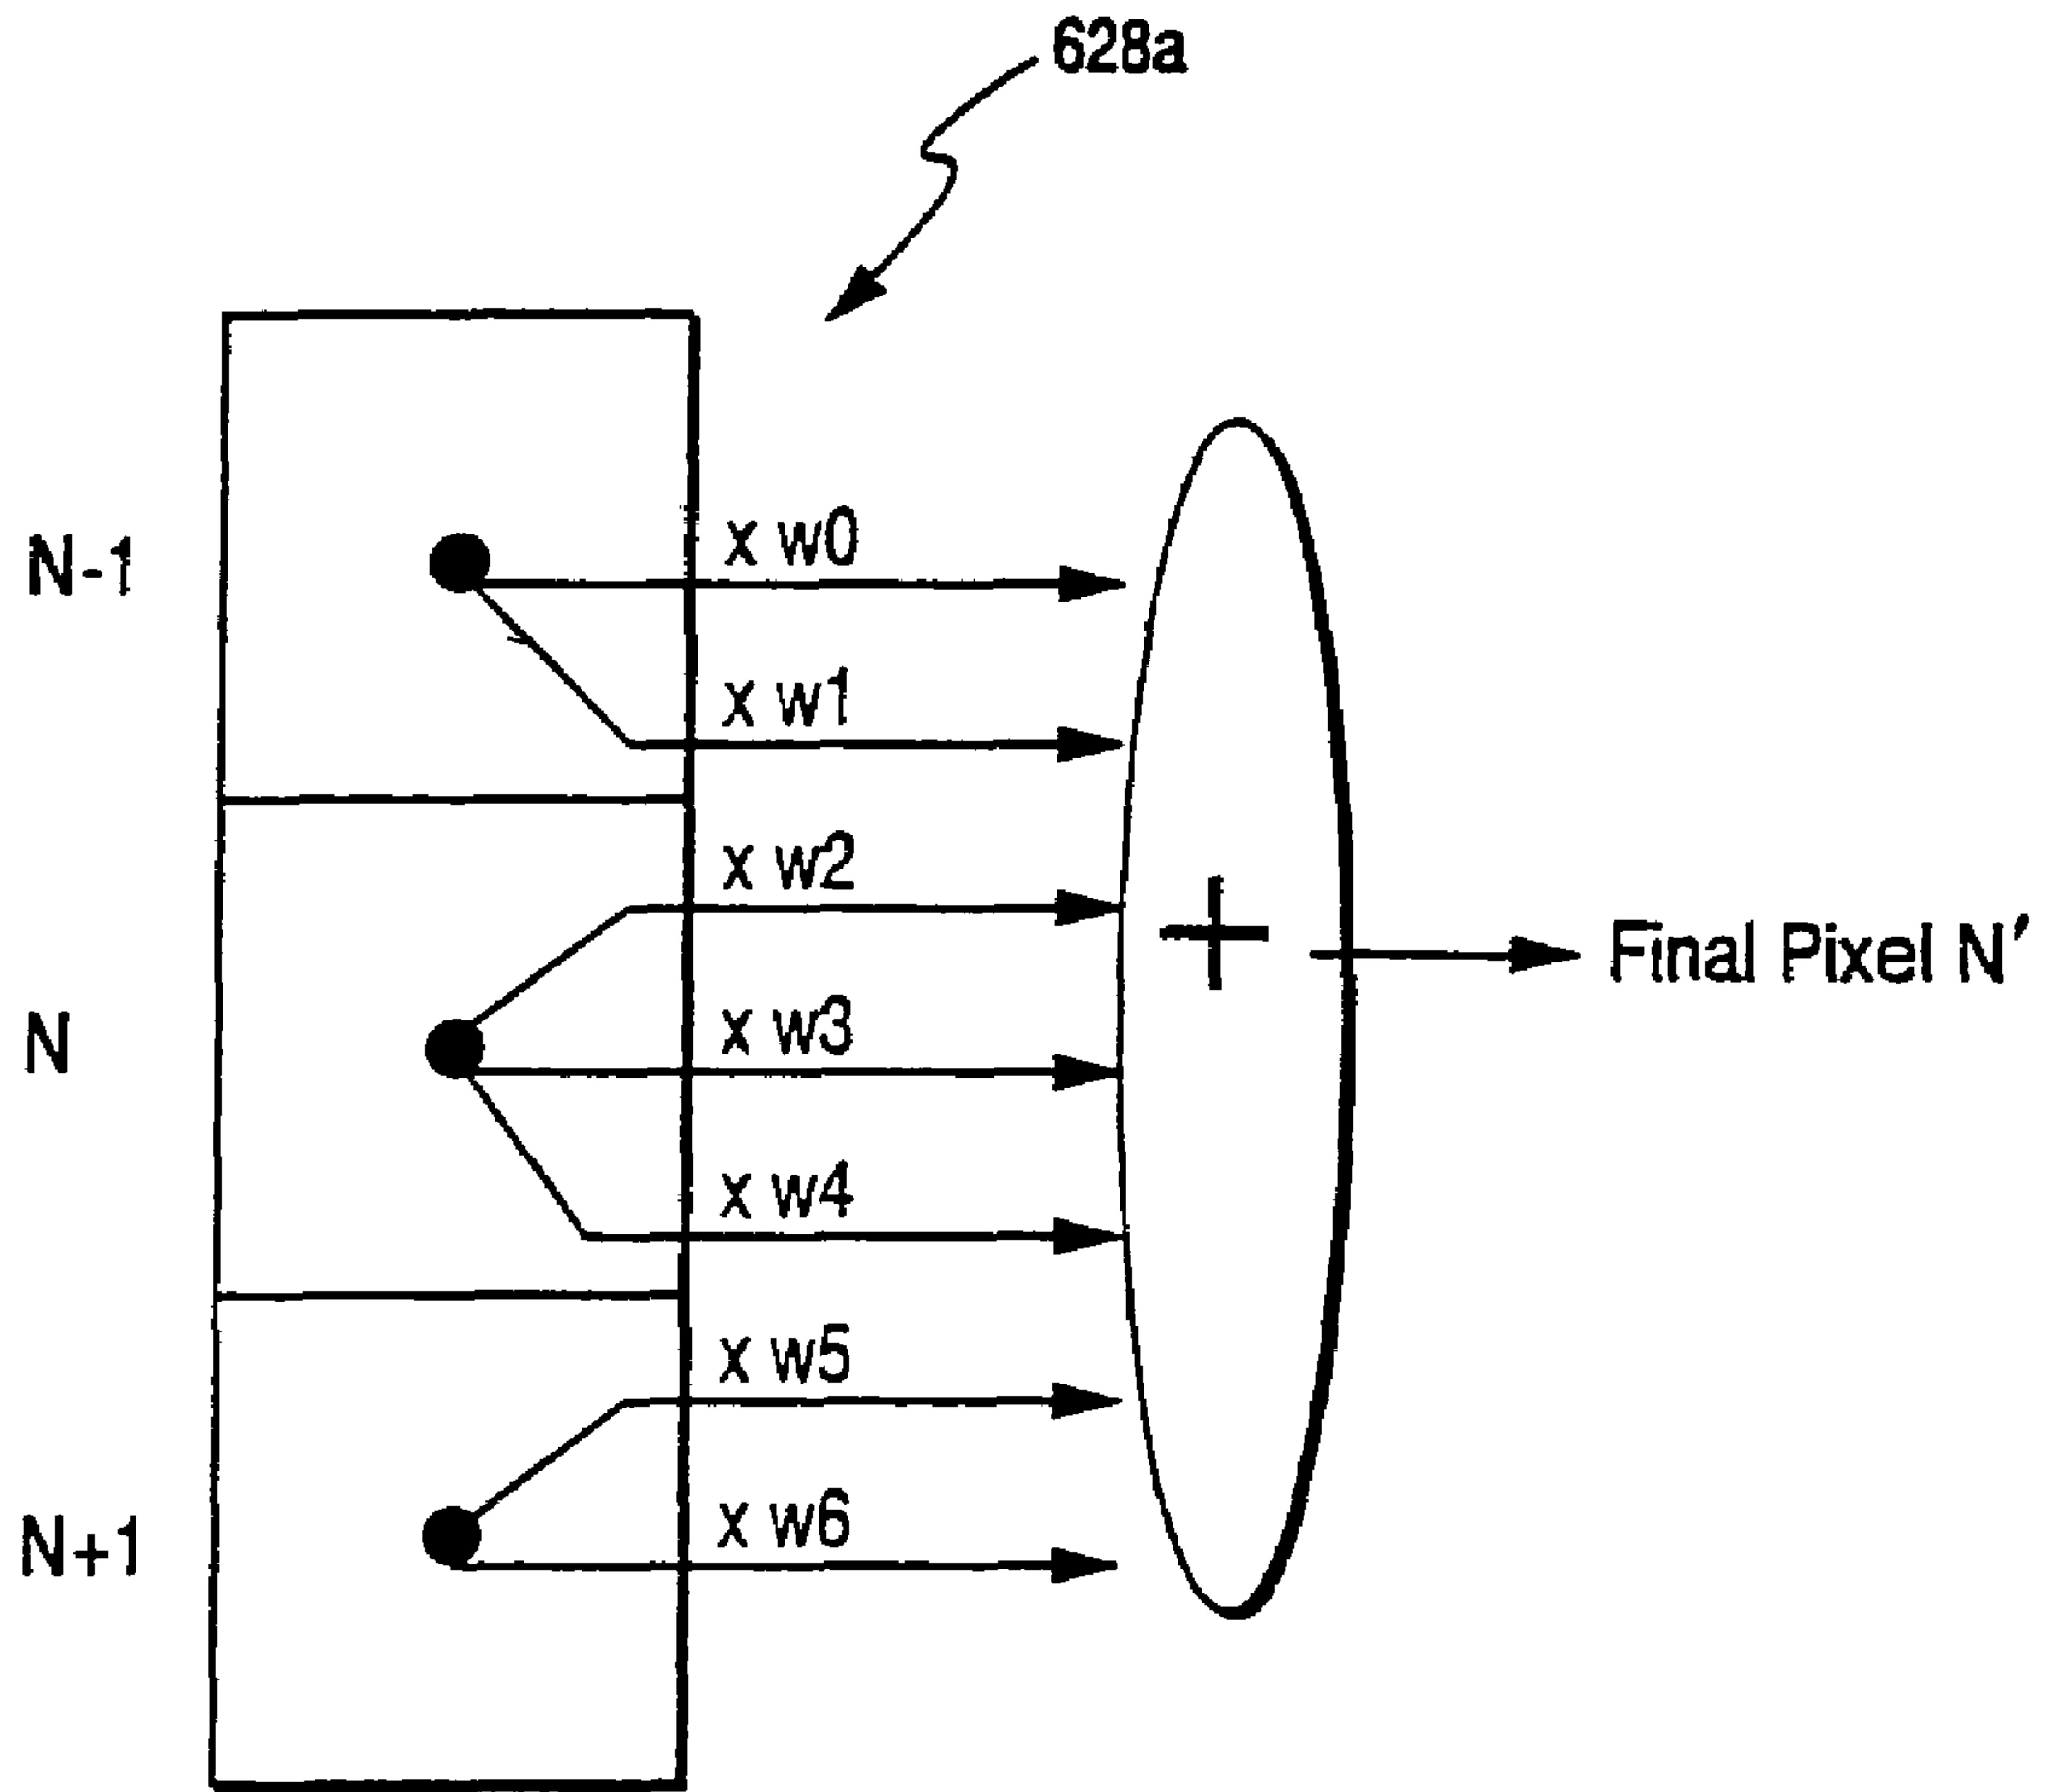 628a
N-1
x w0
x w1
x w2
N
x w3
x w4
x w5
N+1
x w6
+
Final Pixel N'